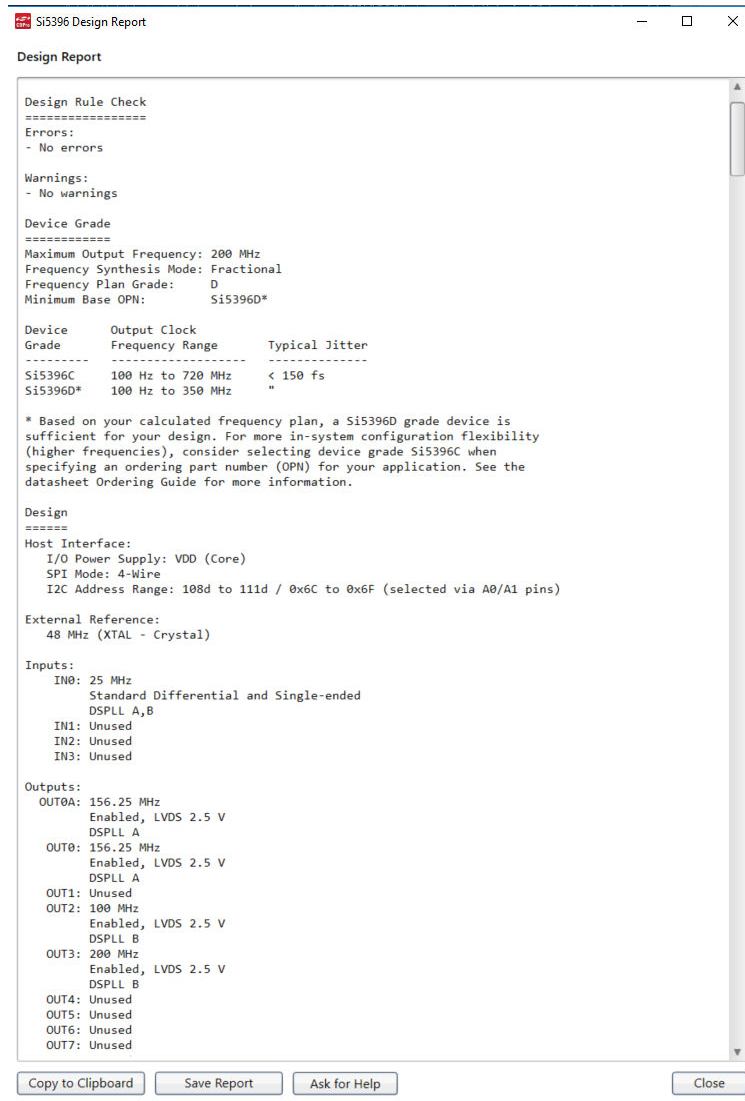 Si5396 Design Report
Design Report
Design Rule Check
=================
Errors:
- No errors
Warnings:
- No warnings
Device Grade
============
Maximum Output Frequency: 200 MHz
Frequency Synthesis Mode: Fractional
Frequency Plan Grade:     D
Minimum Base OPN:         Si5396D*
Device       Output Clock
Grade        Frequency Range      Typical Jitter
---------    -------------------  --------------
Si5396C      100 Hz to 720 MHz    < 150 fs
Si5396D*     100 Hz to 350 MHz    "
* Based on your calculated frequency plan, a Si5396D grade device is
sufficient for your design. For more in-system configuration flexibility
(higher frequencies), consider selecting device grade Si5396C when
specifying an ordering part number (OPN) for your application. See the
datasheet Ordering Guide for more information.
Design
======
Host Interface:
   I/O Power Supply: VDD (Core)
   SPI Mode: 4-Wire
   I2C Address Range: 108d to 111d / 0x6C to 0x6F (selected via A0/A1 pins)
External Reference:
   48 MHz (XTAL - Crystal)
Inputs:
    IN0: 25 MHz
         Standard Differential and Single-ended
         DSPLL A,B
    IN1: Unused
    IN2: Unused
    IN3: Unused
Outputs:
  OUT0A: 156.25 MHz
         Enabled, LVDS 2.5 V
         DSPLL A
   OUT0: 156.25 MHz
         Enabled, LVDS 2.5 V
         DSPLL A
   OUT1: Unused
   OUT2: 100 MHz
         Enabled, LVDS 2.5 V
         DSPLL B
   OUT3: 200 MHz
         Enabled, LVDS 2.5 V
         DSPLL B
   OUT4: Unused
   OUT5: Unused
   OUT6: Unused
   OUT7: Unused
Copy to Clipboard Save Report Ask for Help Close